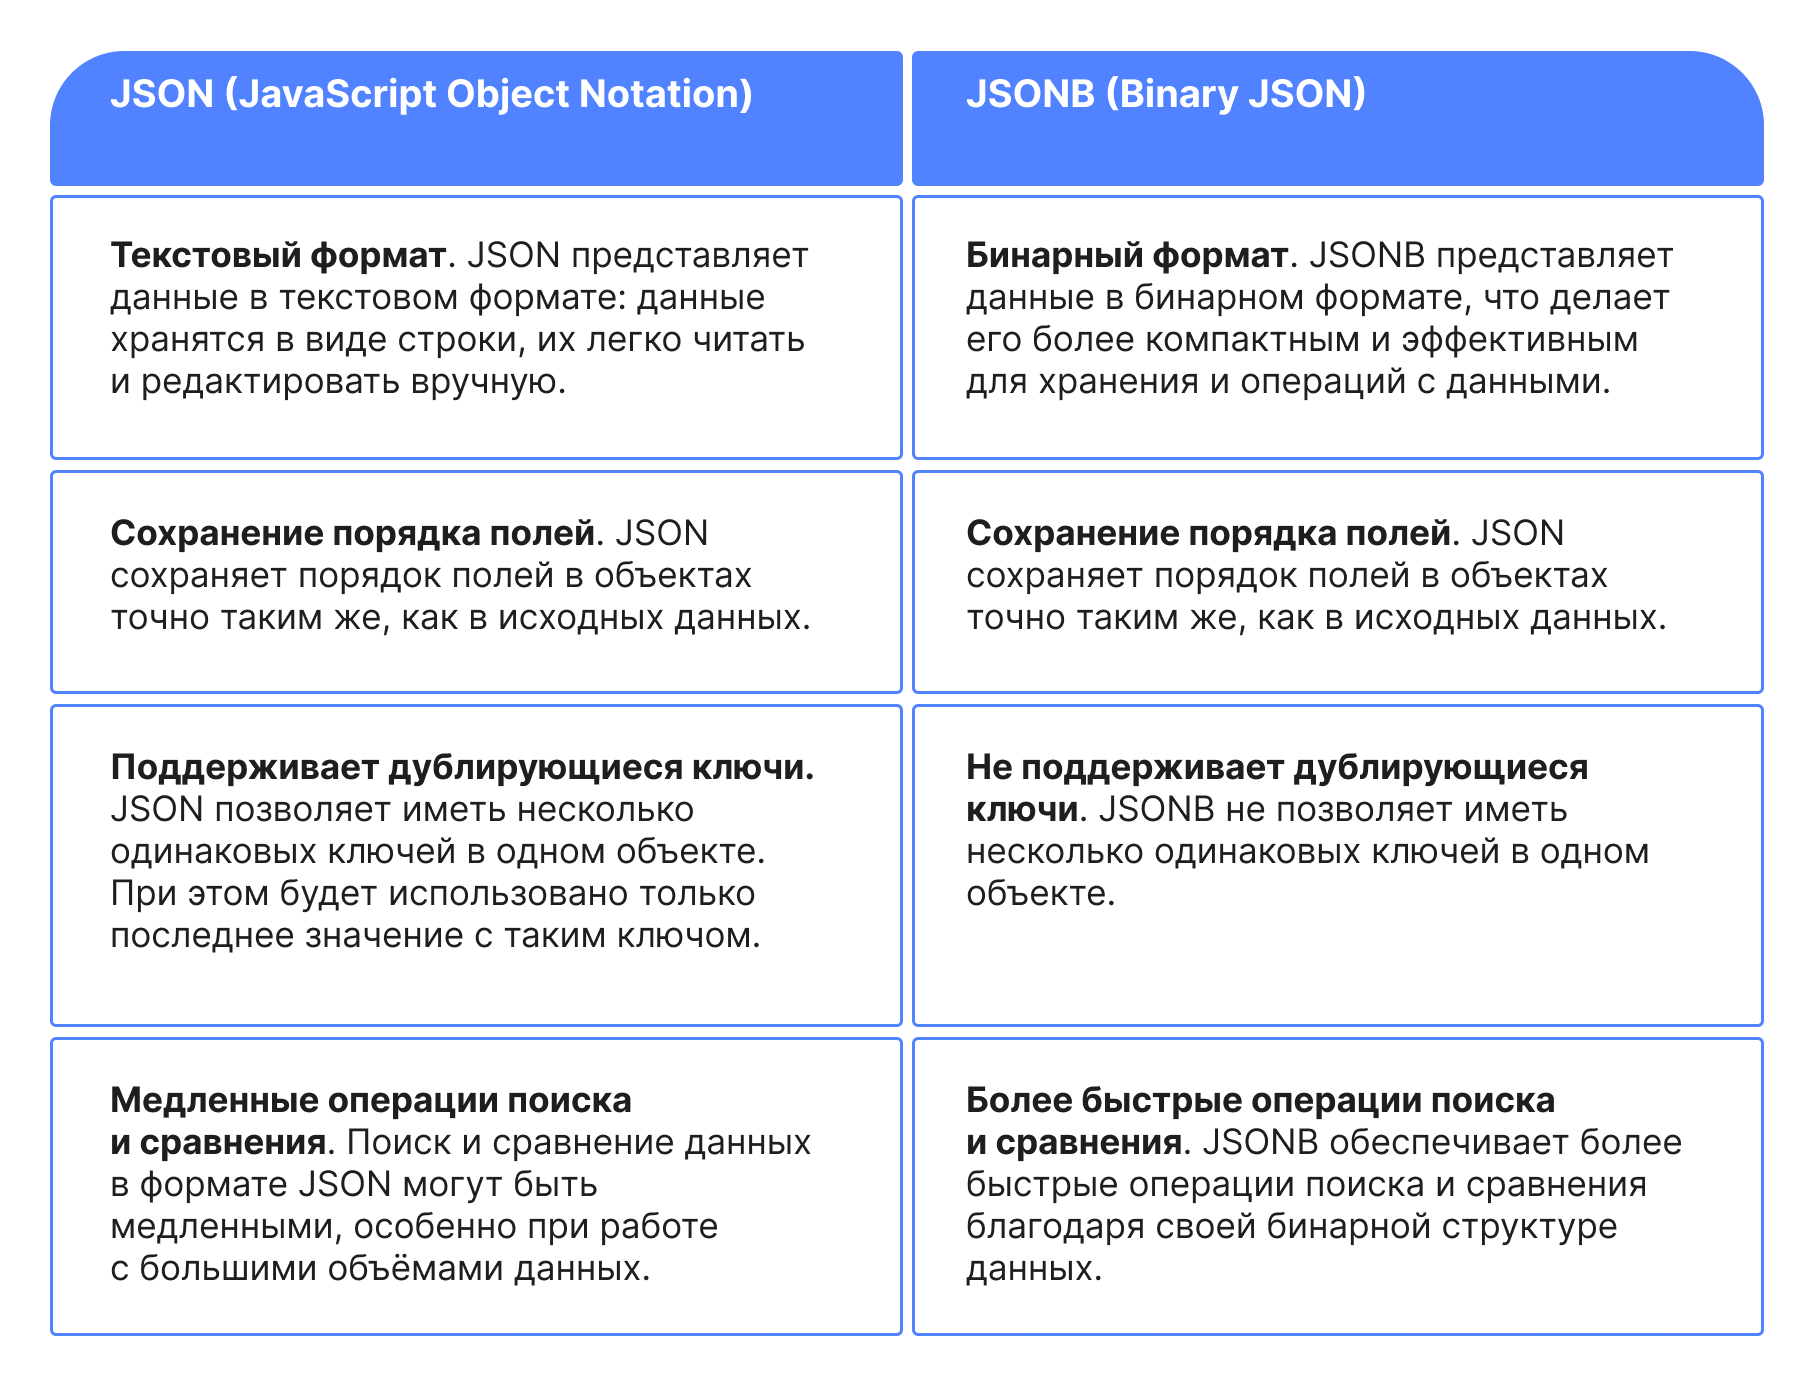 JSON (JavaScript Object Notation)
JSONB (Binary JSON)
Текстовый формат. JSON представляет
данные в текстовом формате: данные
хранятся в виде строки, их легко читать
и редактировать вручную.
Бинарный формат. JSONB представляет
данные в бинарном формате, что делает
его более компактным и эффективным
для хранения и операций с данными.
Сохранение порядка полей. JSON
сохраняет порядок полей в объектах
точно таким же, как в исходных данных.
Сохранение порядка полей. JSON
сохраняет порядок полей в объектах
точно таким же, как в исходных данных.
Поддерживает дублирующиеся ключи.
JSON позволяет иметь несколько
одинаковых ключей в одном объекте.
При этом будет использовано только
последнее значение с таким ключом.
Не поддерживает дублирующиеся
ключи. JSONB не позволяет иметь
несколько одинаковых ключей в одном
объекте.
Медленные операции поиска
и сравнения. Поиск и сравнение данных
в формате JSON могут быть
медленными, особенно при работе
с большими объёмами данных.
Более быстрые операции поиска
и сравнения. JSONB обеспечивает более
быстрые операции поиска и сравнения
благодаря своей бинарной структуре
данных.